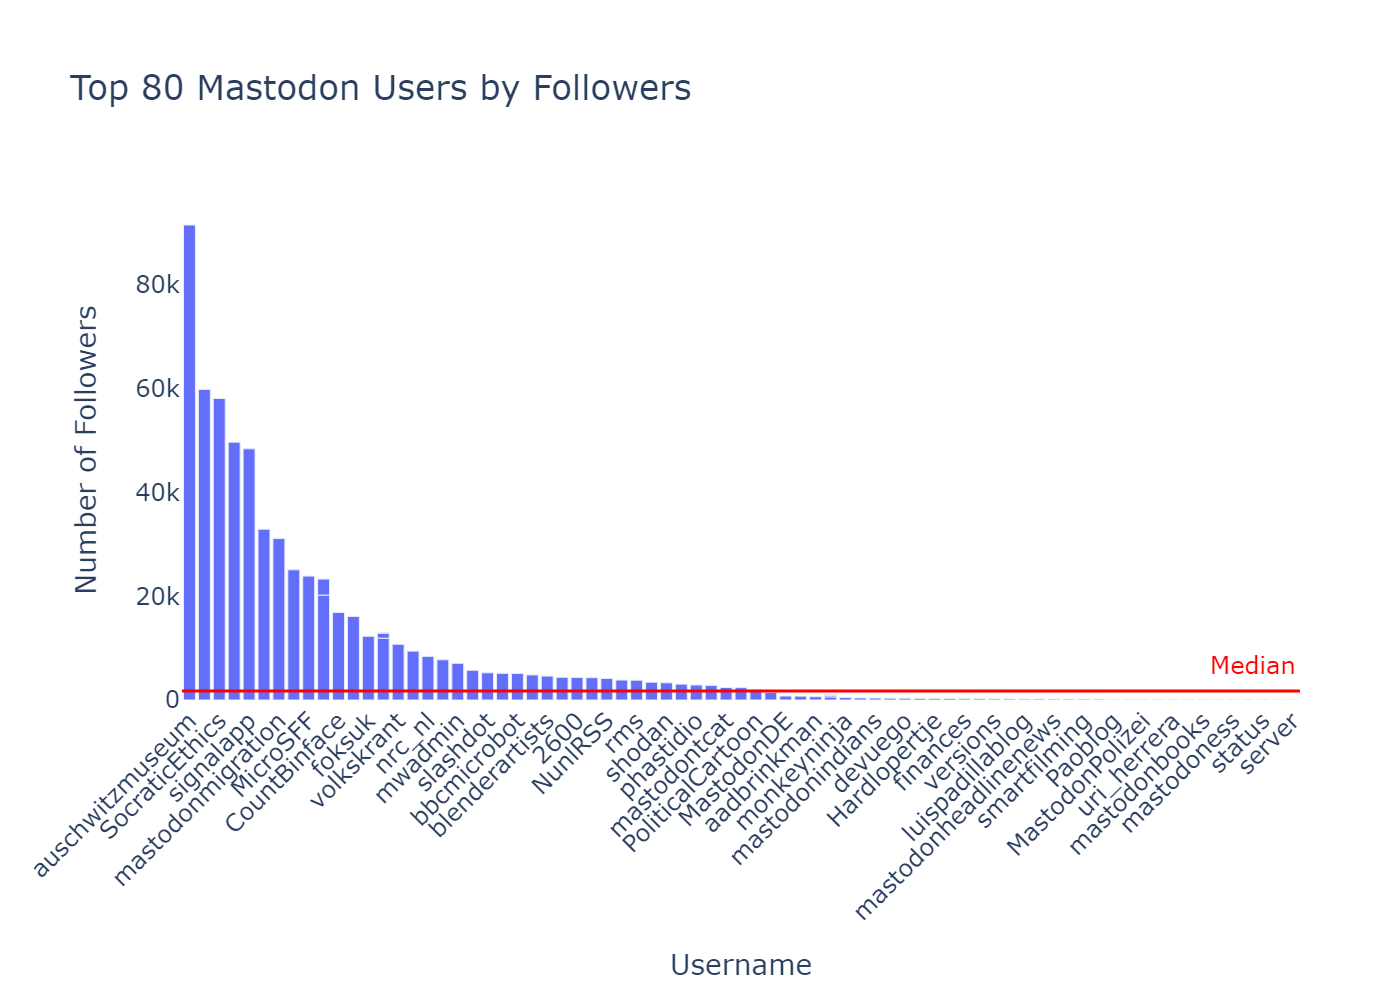 Top 80 Mastodon Users by Followers
Number of Followers
80k
60k
40k
20k
0
Median
auschwitzmuseum
SocraticEthics
signalapp
mastodonmigration
MicroSFF
CountBinface
foksuk
volkskrant
nrc_nl
mwadmin
slashdot
bbcmicrobot
blenderartists
2600
NunIRSS
rms
shodan
phastidio
mastodontcat
PoliticalCartoon
MastodonDE
aadbrinkman
monkeyninja
mastodonindians
devuego
Hardlopertje
finances
versions
luispadillablog
mastodonheadlinenews
smartfilming
Paoblog
MastodonPolizei
uri_herrera
mastodonbooks
mastodoness
status
server
Username